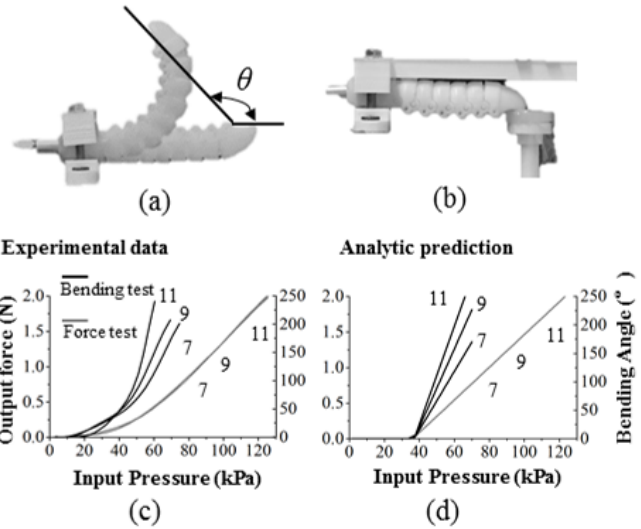 θ
(a)
(b)
Experimental data
Analytic prediction
Output force (N)
2.0
1.5
1.0
0.5
0.0
Bending test
Force test
11
9
7
11
9
7
250
200
150
100
50
0
0 20 40 60 80 100 120
Input Pressure (kPa)
(c)
2.0
1.5
1.0
0.5
0.0
11
9
7
11
9
7
250
200
150
100
50
0
Bending Angle (° )
0 20 40 60 80 100 120
Input Pressure (kPa)
(d)